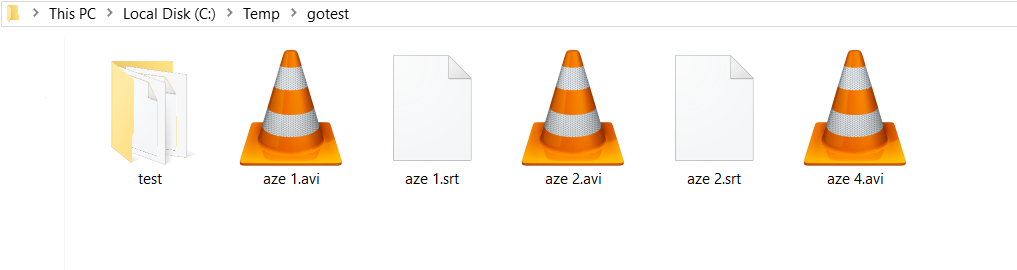 This PC > Local Disk (C:) > Temp > gotest
test aze 1.avi aze 1.srt aze 2.avi aze 2.srt aze 4.avi